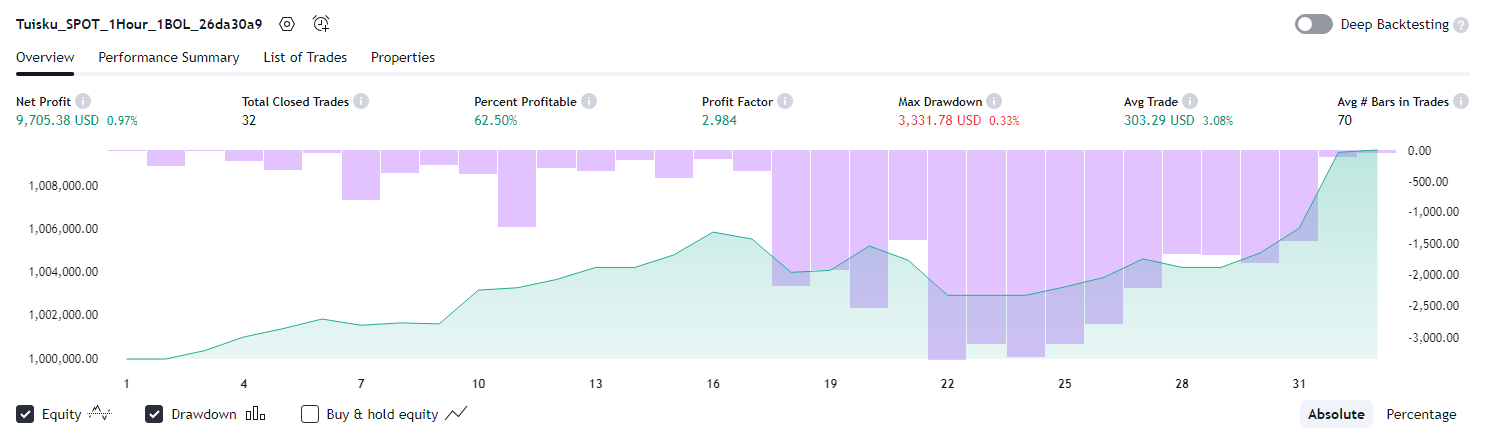 Tuisku_SPOT_1Hour_1BOL_26da30a9
Deep Backtesting ?
Overview Performance Summary List of Trades Properties
Net Profit Total Closed Trades Percent Profitable Profit Factor Max Drawdown Avg Trade Avg # Bars in Trades
9,705.38 USD 0.97% 32 62.50% 2.984 3,331.78 USD 0.33% 303.29 USD 3.08% 70
0.00
1,008,000.00 -500.00
-1,000.00
1,006,000.00 -1,500.00
1,004,000.00 -2,000.00
1,002,000.00 -2,500.00
-3,000.00
1,000,000.00
1 4 7 10 13 16 19 22 25 28 31
Equity Drawdown Buy & hold equity Absolute Percentage